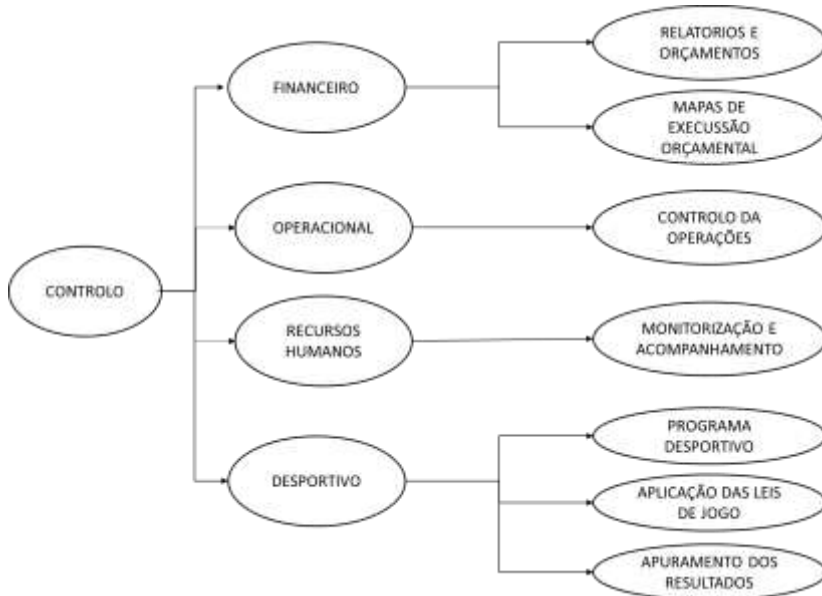 RELATORIOS E
ORÇAMENTOS
FINANCEIRO
MAPAS DE
EXECUSSÃO
ORÇAMENTAL
OPERACIONAL
CONTROLO DA
OPERAÇÕES
CONTROLO
RECURSOS
HUMANOS
MONITORIZAÇÃO E
ACOMPANHAMENTO
PROGRAMA
DESPORTIVO
DESPORTIVO
APLICAÇÃO DAS LEIS
DE JOGO
APURAMENTO DOS
RESULTADOS